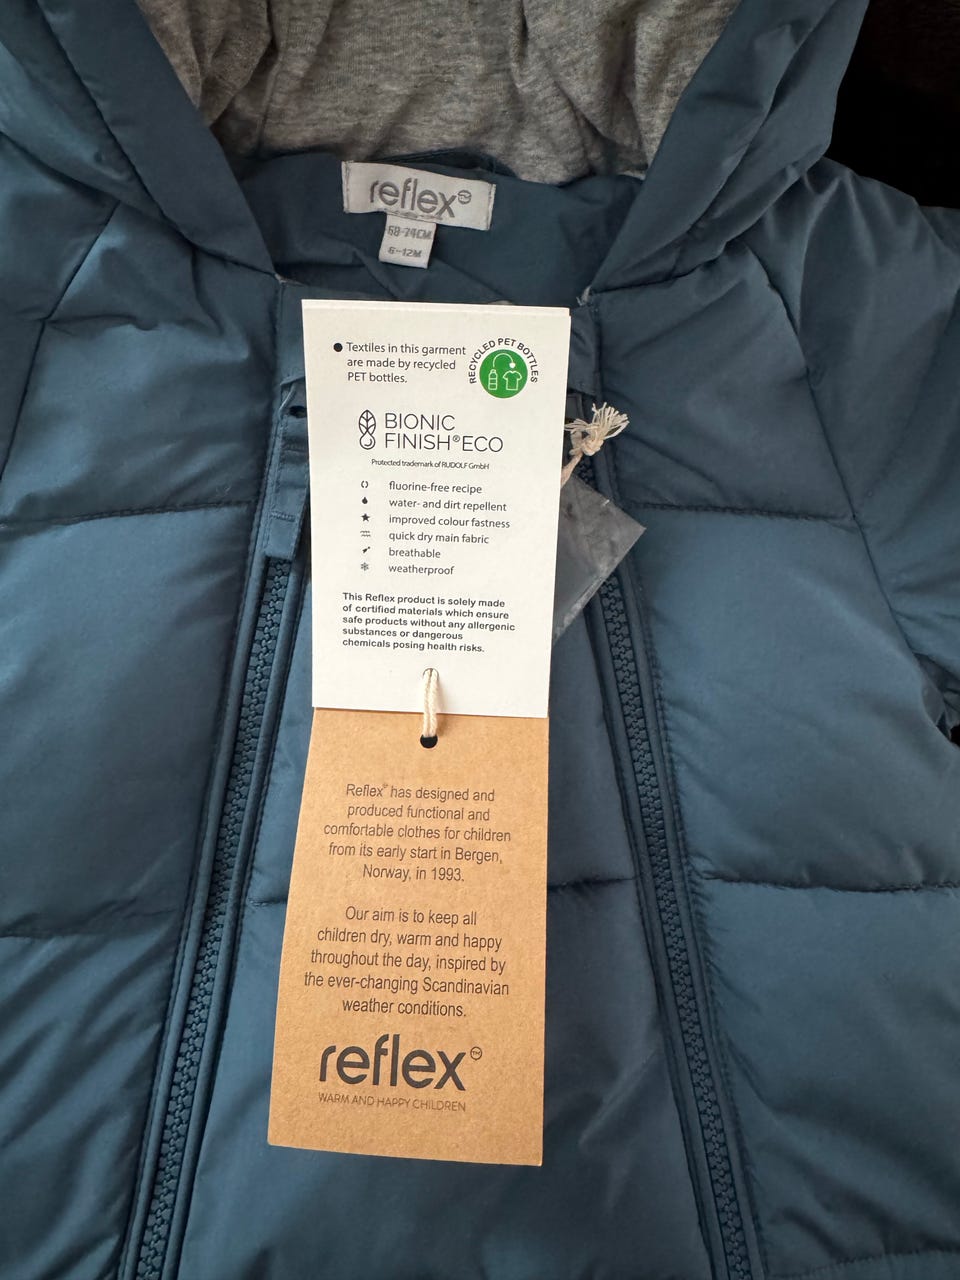 reflex™
68-74CM
6-12M
Textiles in this garment
are made by recycled
PET bottles.
RECYCLED PET BOTTLES
BIONIC
FINISH®ECO
Protected trademark of RUDOLF GmbH
fluorine-free recipe
water- and dirt repellent
improved colour fastness
quick dry main fabric
breathable
weatherproof
This Reflex product is solely made
of certified materials which ensure
safe products without any allergenic
substances or dangerous
chemicals posing health risks.
Reflex® has designed and
produced functional and
comfortable clothes for children
from its early start in Bergen,
Norway, in 1993.
Our aim is to keep all
children dry, warm and happy
throughout the day, inspired by
the ever-changing Scandinavian
weather conditions.
reflex™
WARM AND HAPPY CHILDREN